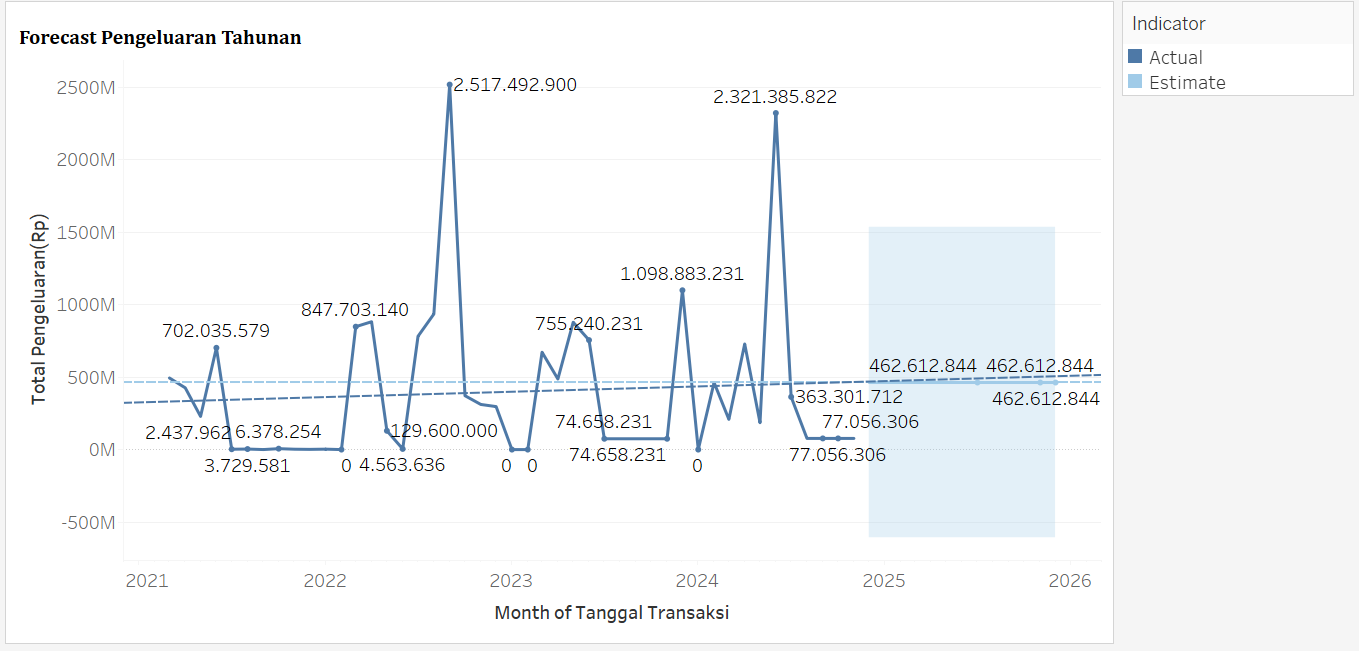 Forecast Pengeluaran Tahunan
Indicator
Actual
Estimate
Total Pengeluaran(Rp)
2500M
2000M
1500M
1000M
500M
0M
-500M
2.517.492.900
2.321.385.822
1.098.883.231
847.703.140
702.035.579
755.240.231
462.612.844 462.612.844
363.301.712
462.612.844
2.437.962 6.378.254
129.600.000
74.658.231
77.056.306
3.729.581
0 4.563.636
0 0
74.658.231
0
77.056.306
2021 2022 2023 2024 2025 2026
Month of Tanggal Transaksi